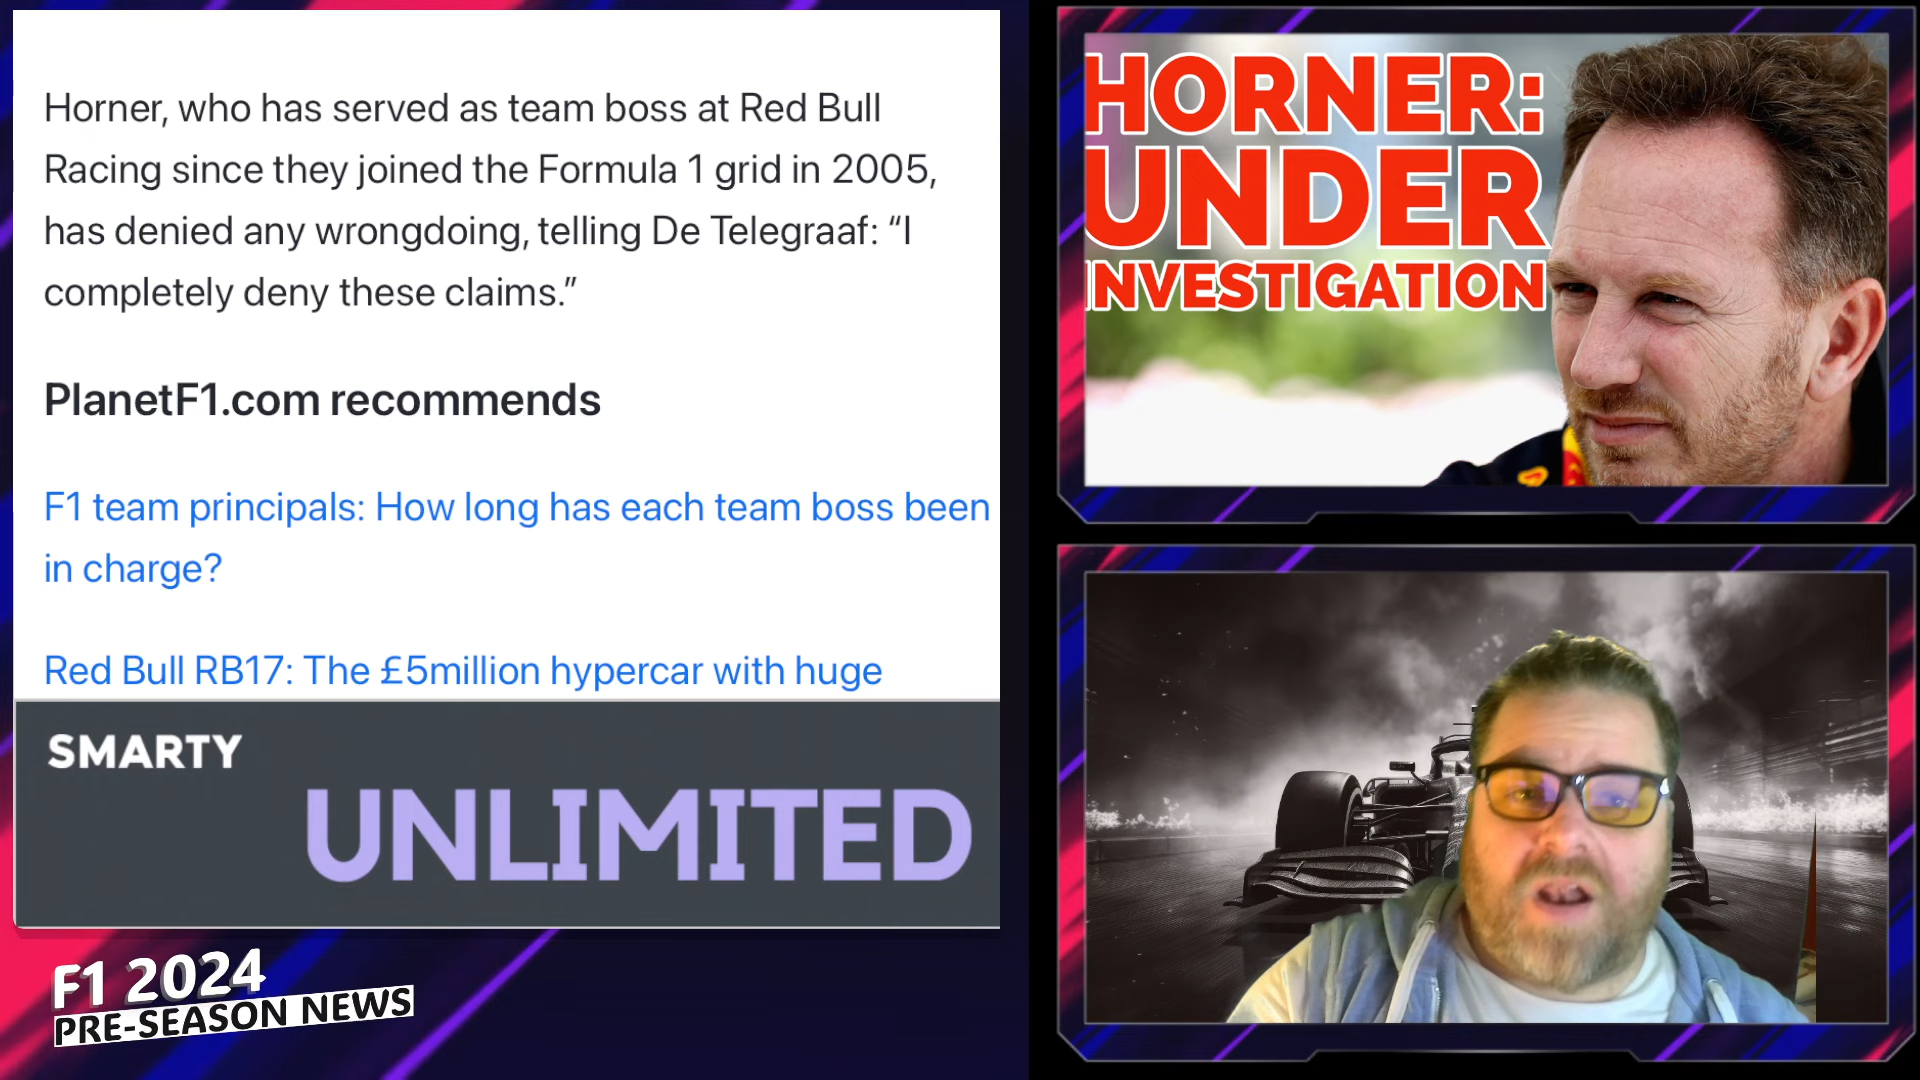 Horner, who has served as team boss at Red Bull
Racing since they joined the Formula 1 grid in 2005,
has denied any wrongdoing, telling De Telegraaf: “I
completely deny these claims.”
PlanetF1.com recommends
F1 team principals: How long has each team boss been
in charge?
Red Bull RB17: The £5million hypercar with huge
SMARTY
UNLIMITED
F1 2024
PRE-SEASON NEWS
HORNER:
UNDER
INVESTIGATION